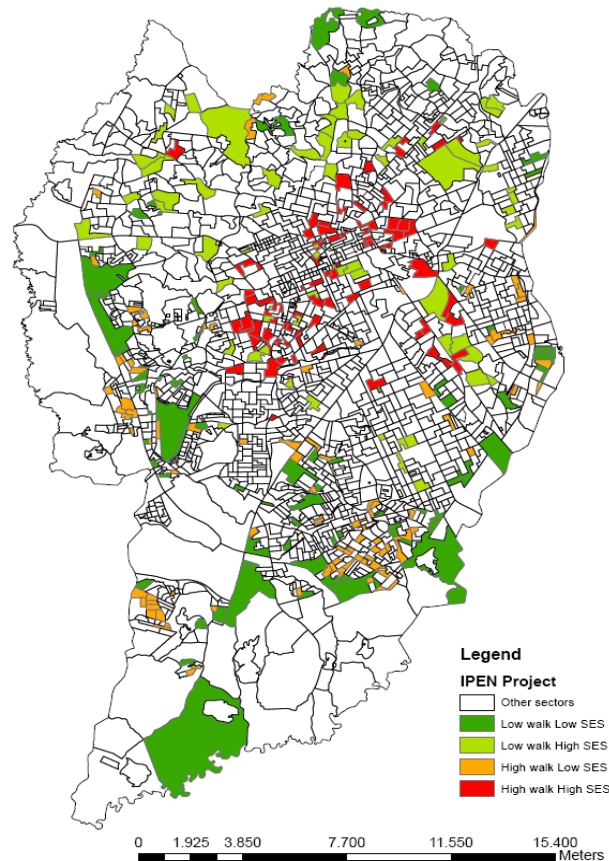 Legend
IPEN Project
Other sectors
Low walk Low SES
Low walk High SES
High walk Low SES
High walk High SES
0 1.925 3.850 7.700 11.550 15.400
Meters